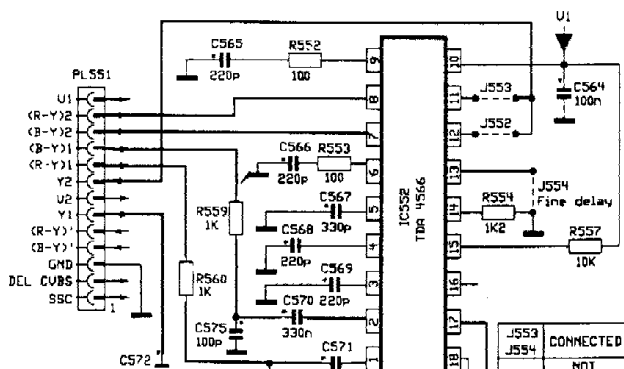 PL551
U1
(R-Y)2
(B-Y)2
(B-Y)1
(R-Y)1
Y2
U2
Y1
(R-Y)'
(B-Y)'
GND
DEL CVBS
SSC
1
C572
C565
220p
R552
100
C566
220p
R553
100
C567
330p
C568
220p
C569
220p
C570
330n
C571
C575
100p
R559
1K
R560
1K
IC552
TDA 4566
9
8
7
6
5
4
3
2
1
10
11
12
13
14
15
16
17
18
U1
C564
100n
J553
J552
J554
Fine delay
R554
1K2
R557
10K
J553
J554
CONNECTED
NOT